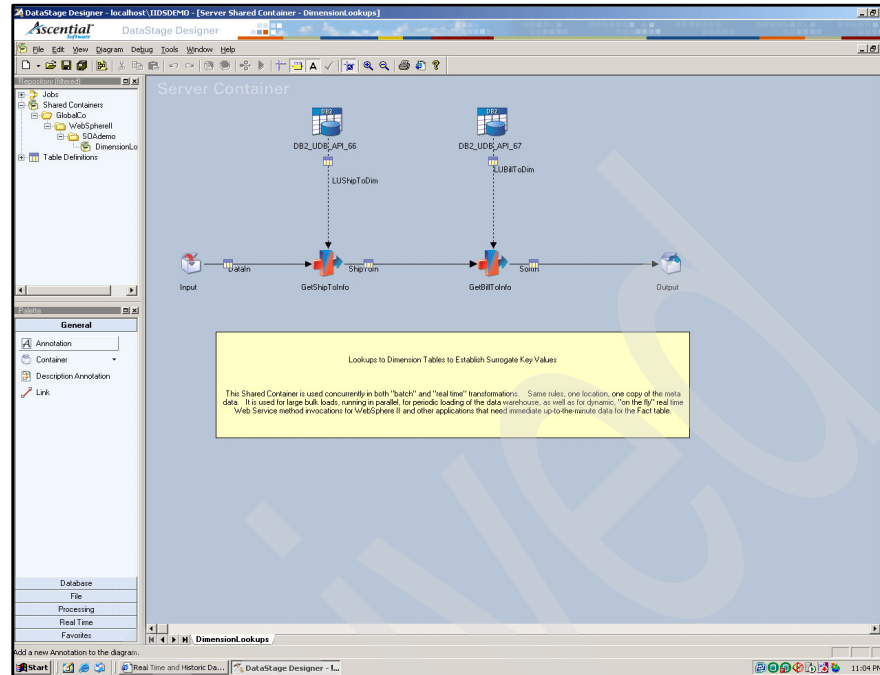 DataStage Designer - localhost\IIDSDEMO - [Server Shared Container - DimensionLookups]
Ascential Software
DataStage Designer
File Edit View Diagram Debug Tools Window Help
Repository (filtered)
Jobs
Shared Containers
GlobalCo
WebSphereII
SOAdemo
DimensionLo
Table Definitions
Palette
General
Annotation
Container
Description Annotation
Link
Database
File
Processing
Real Time
Favorites
Server Container
DB2
DB2
DB2_UDB_API_66
DB2_UDB_API_67
LUShipToDim
LUBillToDim
DataIn
ShipToIn
Input
GetShipToInfo
GetBillToInfo
Output
Lookups to Dimension Tables to Establish Surrogate Key Values
This Shared Container is used concurrently in both "batch" and "real time" transformations. Same rules, one location, one copy of the meta
data. It is used for large bulk loads, running in parallel, for periodic loading of the data warehouse, as well as for dynamic, "on the fly" real time
Web Service method invocations for WebSphere II and other applications that need immediate up-to-the-minute data for the Fact table.
DimensionLookups
Add a new Annotation to the diagram.
Start
Real Time and Historic Da...
DataStage Designer - l...
11:04 PM